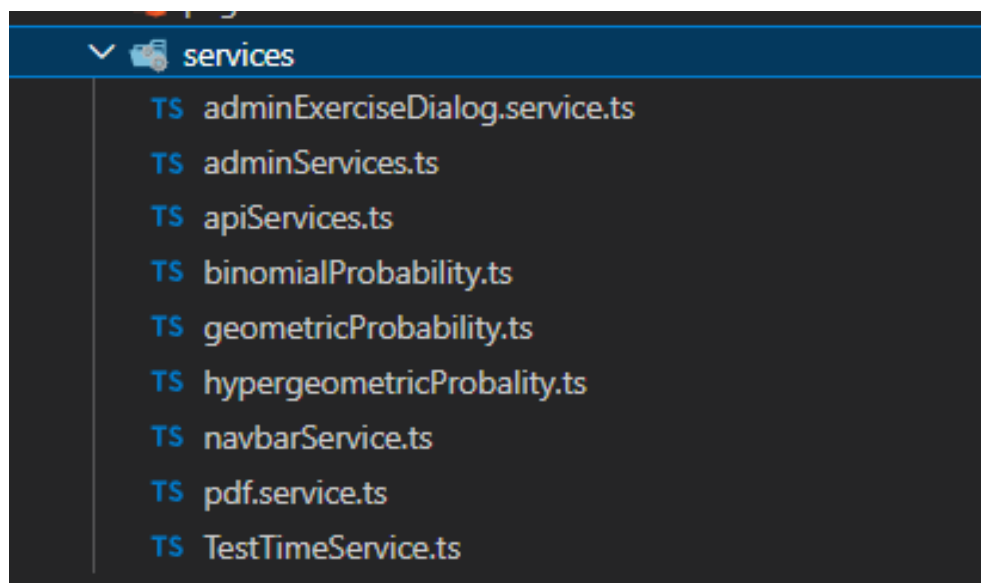 services
TS adminExerciseDialog.service.ts
TS adminServices.ts
TS apiServices.ts
TS binomialProbability.ts
TS geometricProbability.ts
TS hypergeometricProbality.ts
TS navbarService.ts
TS pdf.service.ts
TS TestTimeService.ts